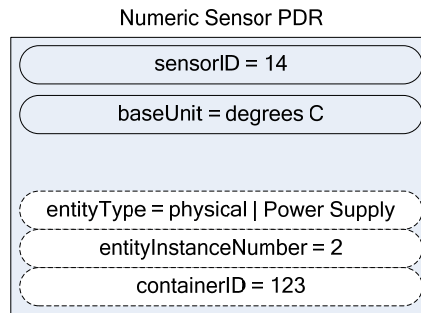 Numeric Sensor PDR
sensorID = 14
baseUnit = degrees C
entityType = physical | Power Supply
entityInstanceNumber = 2
containerID = 123